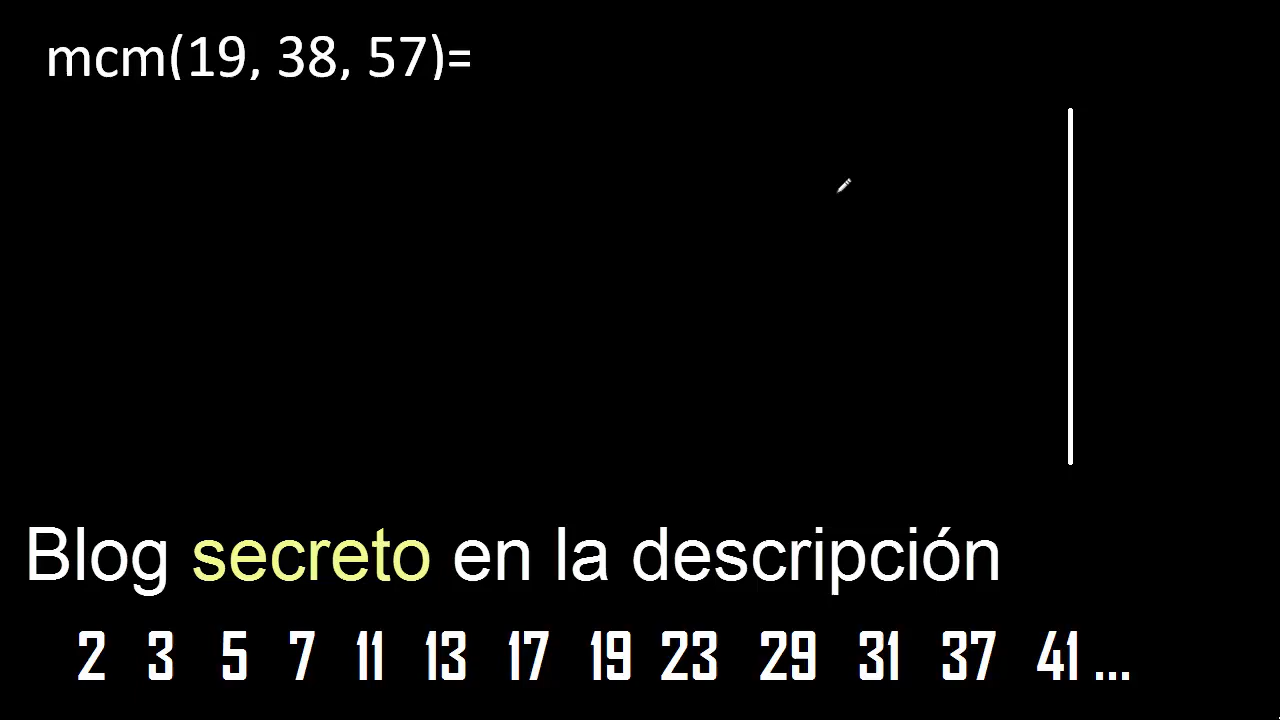 mcm(19, 38, 57)=
Blog secreto en la descripción
2 3 5 7 11 13 17 19 23 29 31 37 41 ...